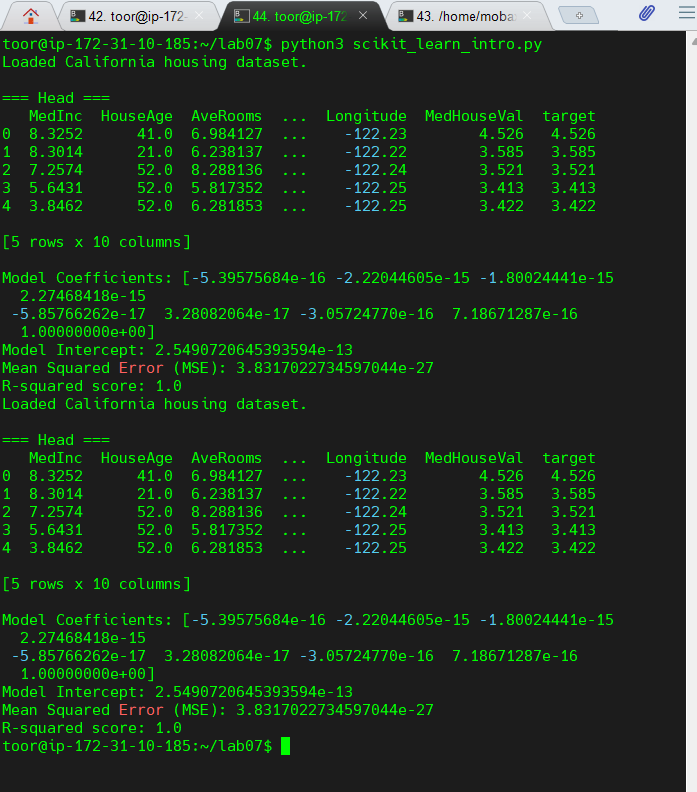 42. toor@ip-172-
44. toor@ip-172
43. /home/moba
toor@ip-172-31-10-185:~/lab07$ python3 scikit_learn_intro.py
Loaded California housing dataset.
=== Head ===
   MedInc  HouseAge  AveRooms  ...  Longitude  MedHouseVal  target
0  8.3252      41.0  6.984127  ...    -122.23        4.526   4.526
1  8.3014      21.0  6.238137  ...    -122.22        3.585   3.585
2  7.2574      52.0  8.288136  ...    -122.24        3.521   3.521
3  5.6431      52.0  5.817352  ...    -122.25        3.413   3.413
4  3.8462      52.0  6.281853  ...    -122.25        3.422   3.422
[5 rows x 10 columns]
Model Coefficients: [-5.39575684e-16 -2.22044605e-15 -1.80024441e-15
  2.27468418e-15
 -5.85766262e-17  3.28082064e-17 -3.05724770e-16  7.18671287e-16
  1.00000000e+00]
Model Intercept: 2.5490720645393594e-13
Mean Squared Error (MSE): 3.8317022734597044e-27
R-squared score: 1.0
Loaded California housing dataset.
=== Head ===
   MedInc  HouseAge  AveRooms  ...  Longitude  MedHouseVal  target
0  8.3252      41.0  6.984127  ...    -122.23        4.526   4.526
1  8.3014      21.0  6.238137  ...    -122.22        3.585   3.585
2  7.2574      52.0  8.288136  ...    -122.24        3.521   3.521
3  5.6431      52.0  5.817352  ...    -122.25        3.413   3.413
4  3.8462      52.0  6.281853  ...    -122.25        3.422   3.422
[5 rows x 10 columns]
Model Coefficients: [-5.39575684e-16 -2.22044605e-15 -1.80024441e-15
  2.27468418e-15
 -5.85766262e-17  3.28082064e-17 -3.05724770e-16  7.18671287e-16
  1.00000000e+00]
Model Intercept: 2.5490720645393594e-13
Mean Squared Error (MSE): 3.8317022734597044e-27
R-squared score: 1.0
toor@ip-172-31-10-185:~/lab07$